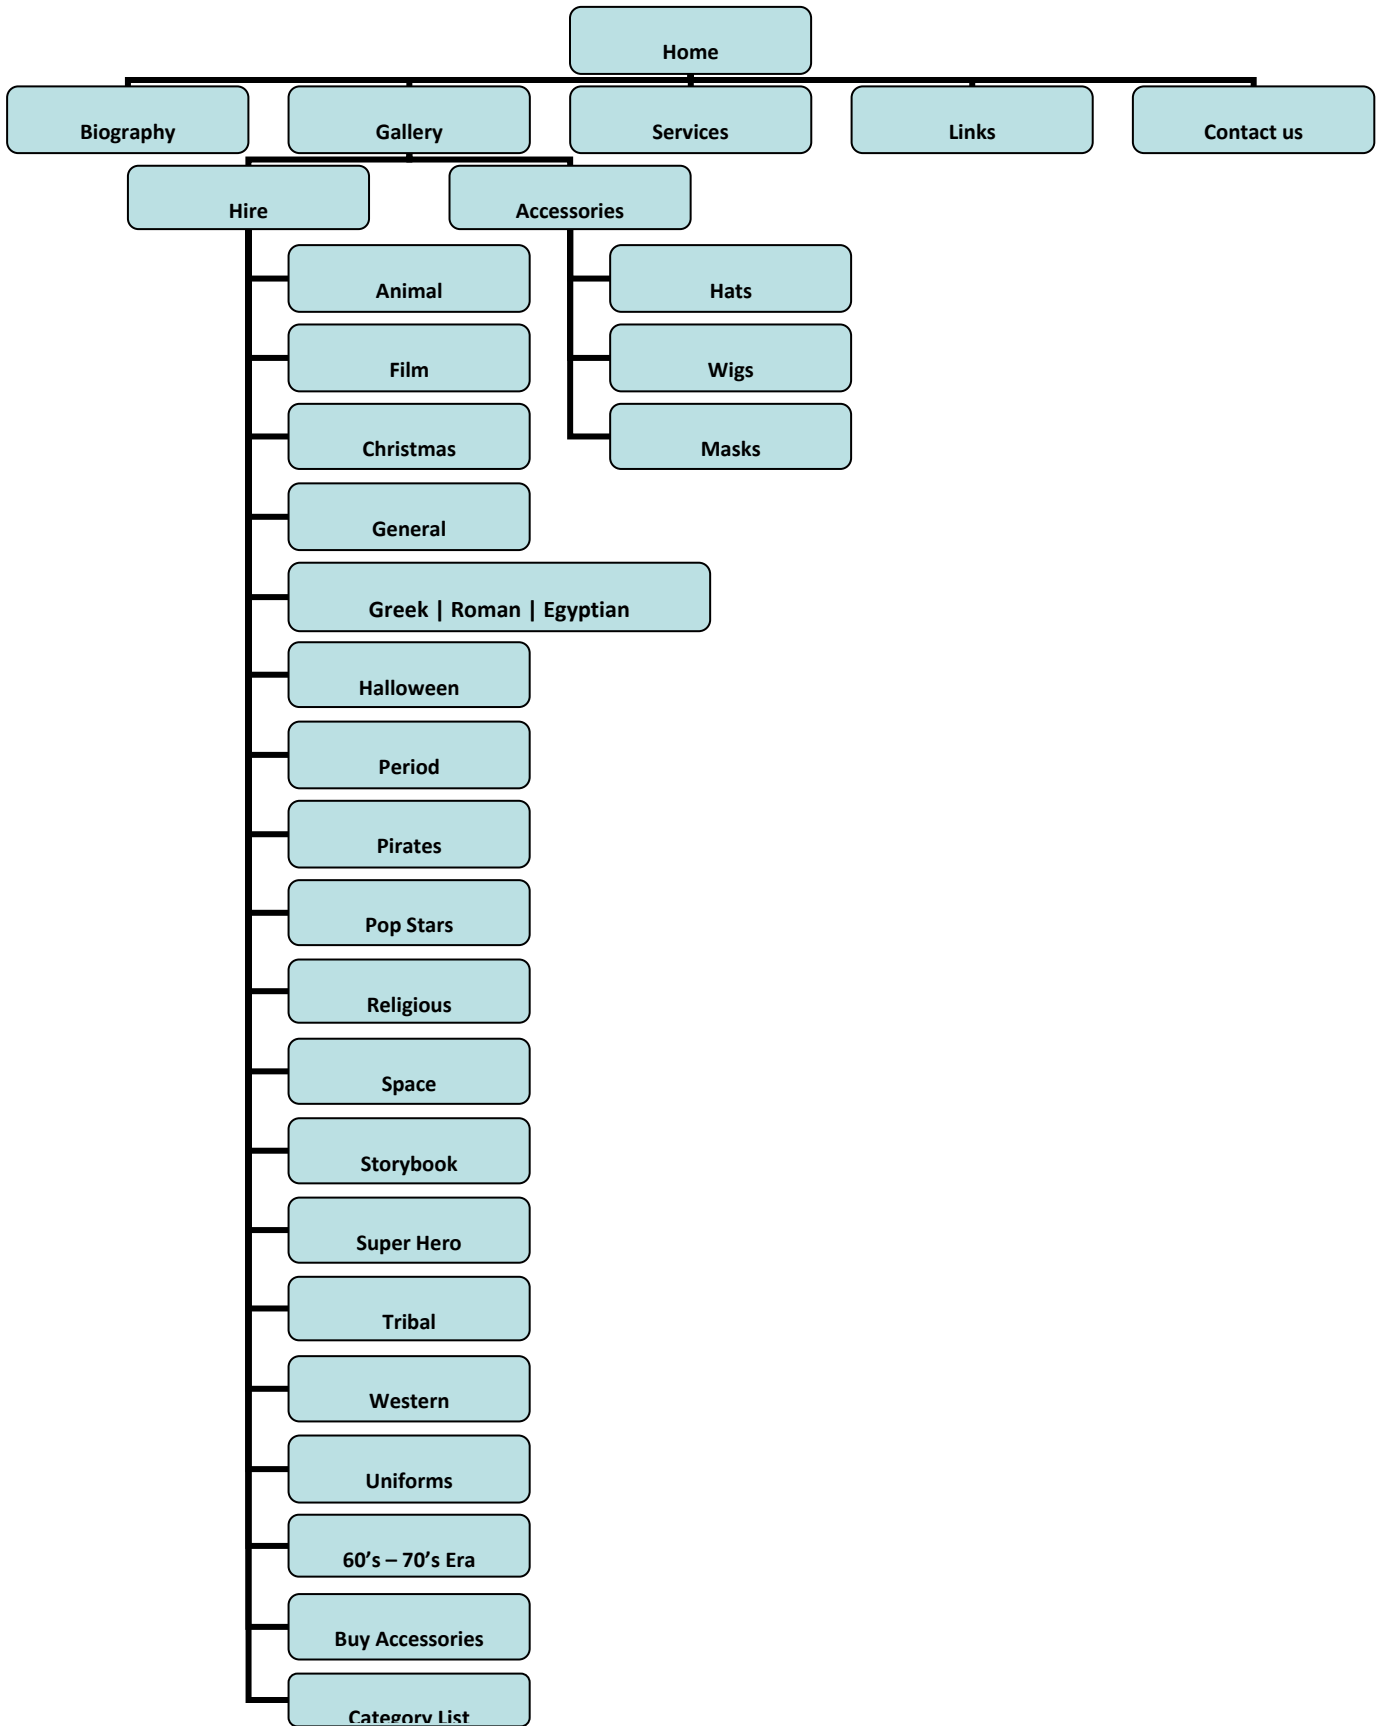 Home
Biography
Gallery
Services
Links
Contact us
Hire
Accessories
Animal
Hats
Film
Wigs
Christmas
Masks
General
Greek | Roman | Egyptian
Halloween
Period
Pirates
Pop Stars
Religious
Space
Storybook
Super Hero
Tribal
Western
Uniforms
60’s – 70’s Era
Buy Accessories
Category List